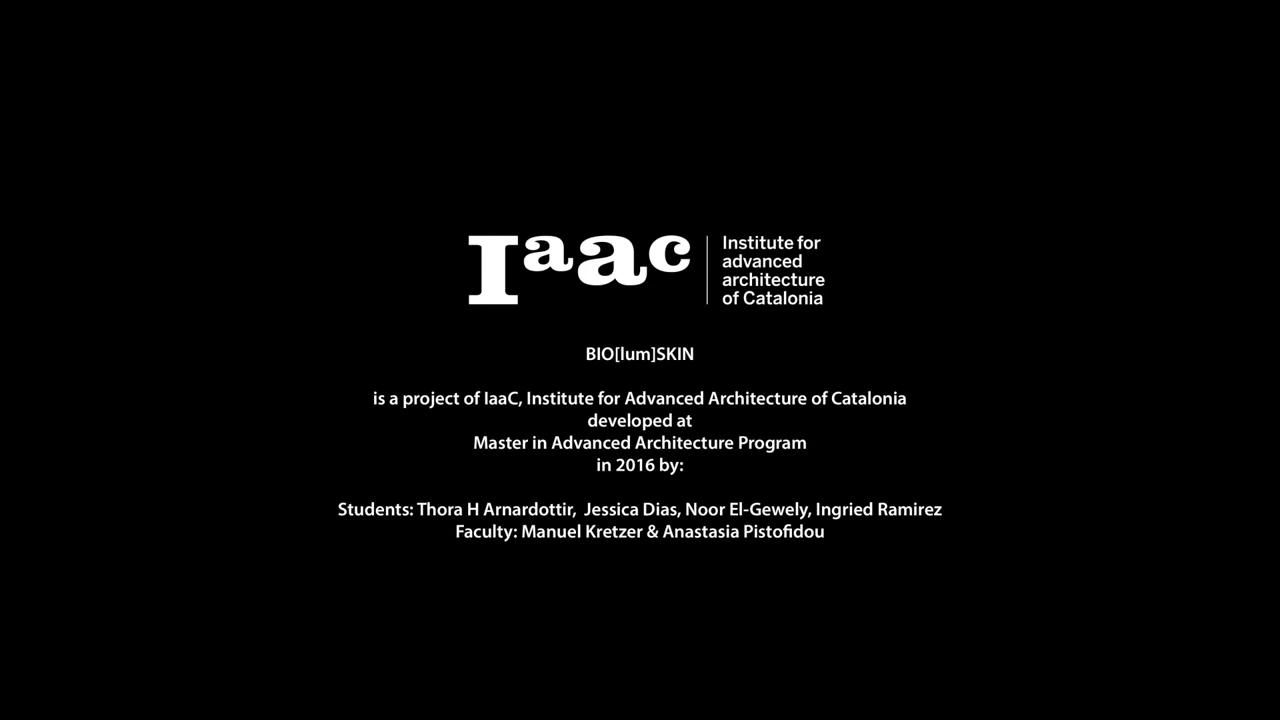 Iaac
Institute for
advanced
architecture
of Catalonia
BIO[lum]SKIN
is a project of IaaC, Institute for Advanced Architecture of Catalonia
developed at
Master in Advanced Architecture Program
in 2016 by:
Students: Thora H Arnardottir,  Jessica Dias, Noor El-Gewely, Ingried Ramirez
Faculty: Manuel Kretzer & Anastasia Pistofidou